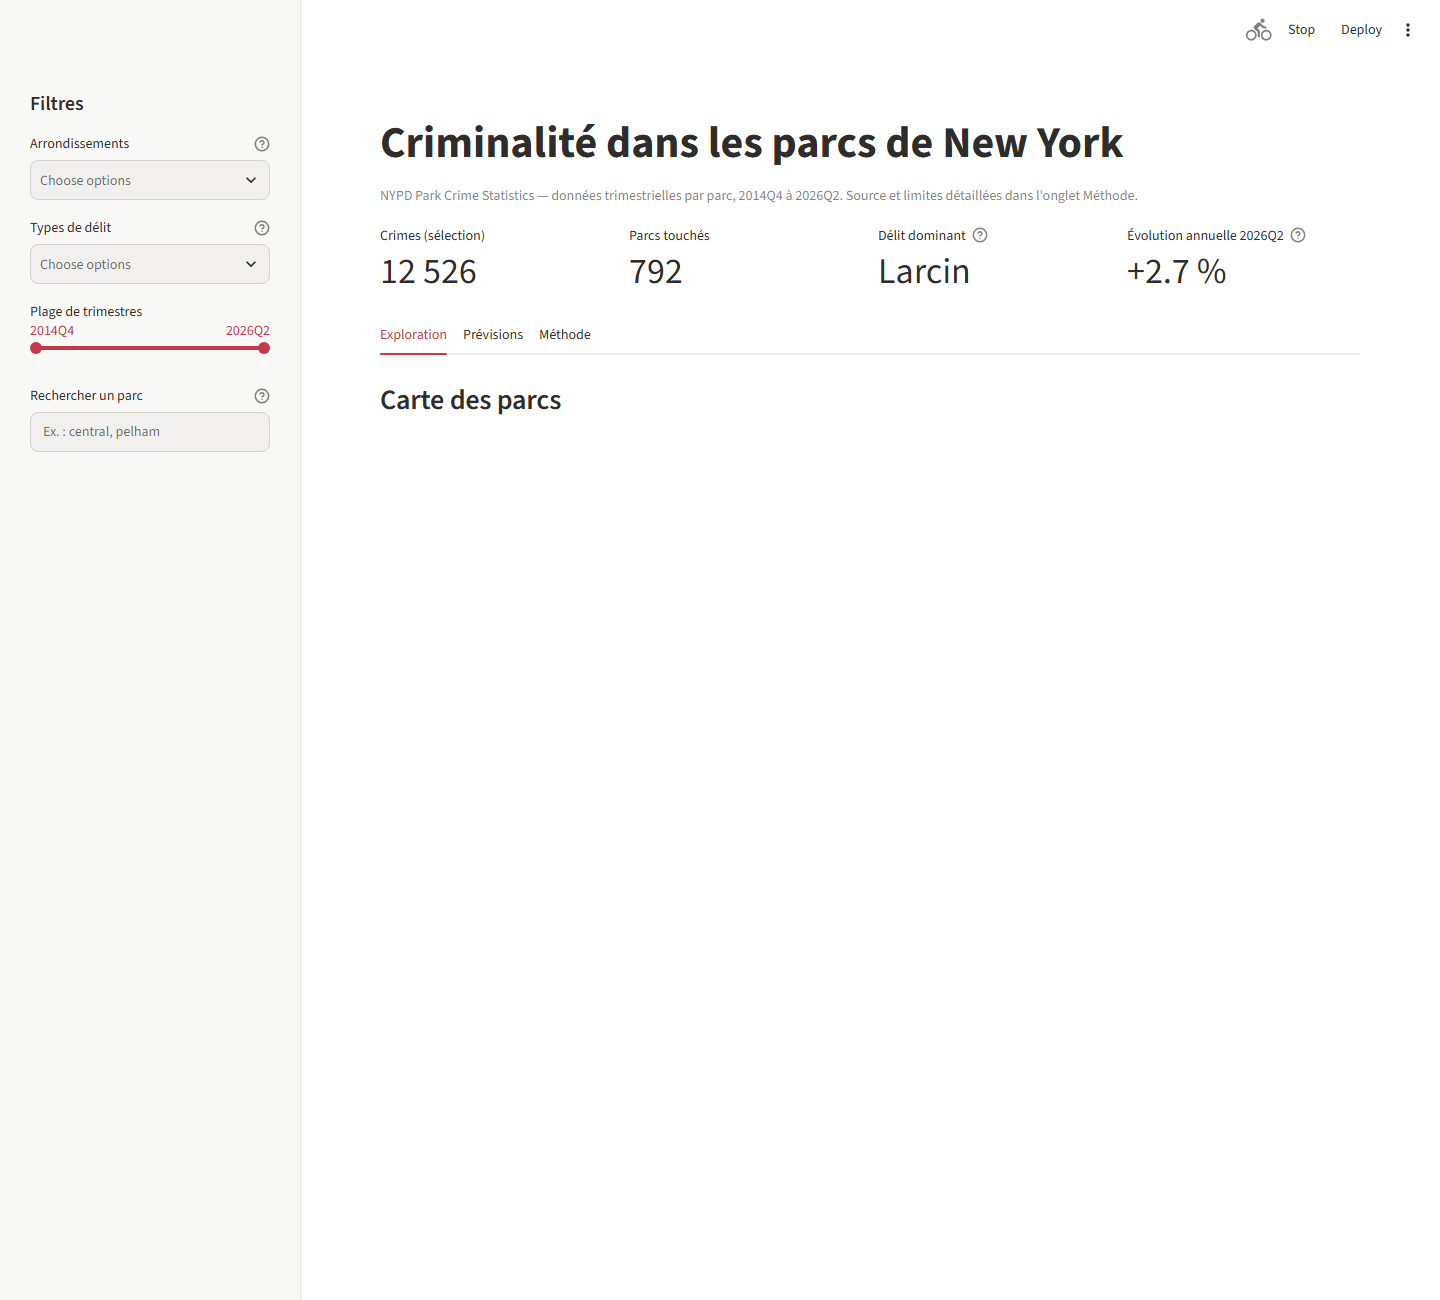 Stop
Deploy
Filtres
Arrondissements
Choose options
Types de délit
Choose options
Plage de trimestres
2014Q4 2026Q2
Rechercher un parc
Ex. : central, pelham
Criminalité dans les parcs de New York
NYPD Park Crime Statistics — données trimestrielles par parc, 2014Q4 à 2026Q2. Source et limites détaillées dans l'onglet Méthode.
Crimes (sélection)
12 526
Parcs touchés
792
Délit dominant
Larcin
Évolution annuelle 2026Q2
+2.7 %
Exploration Prévisions Méthode
Carte des parcs